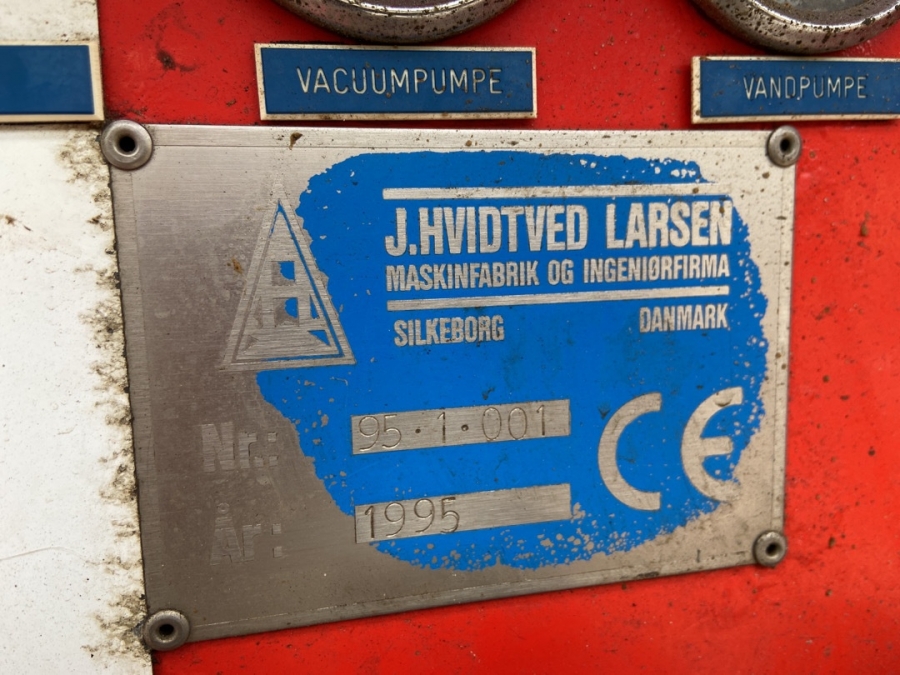 VACUUMPUMPE
VANDPUMPE
J.HVIDTVED LARSEN
MASKINFABRIK OG INGENIØRFIRMA
SILKEBORG DANMARK
Nr.: 95·1·001
CE
År: 1995